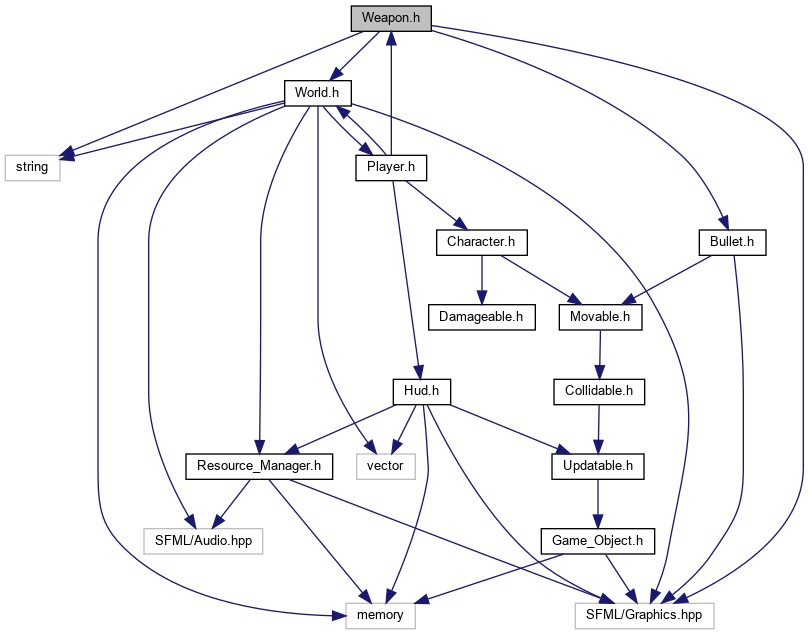 Weapon.h
World.h
string
Player.h
Character.h
Bullet.h
Damageable.h
Movable.h
Hud.h
Collidable.h
Resource_Manager.h
vector
Updatable.h
SFML/Audio.hpp
Game_Object.h
memory
SFML/Graphics.hpp